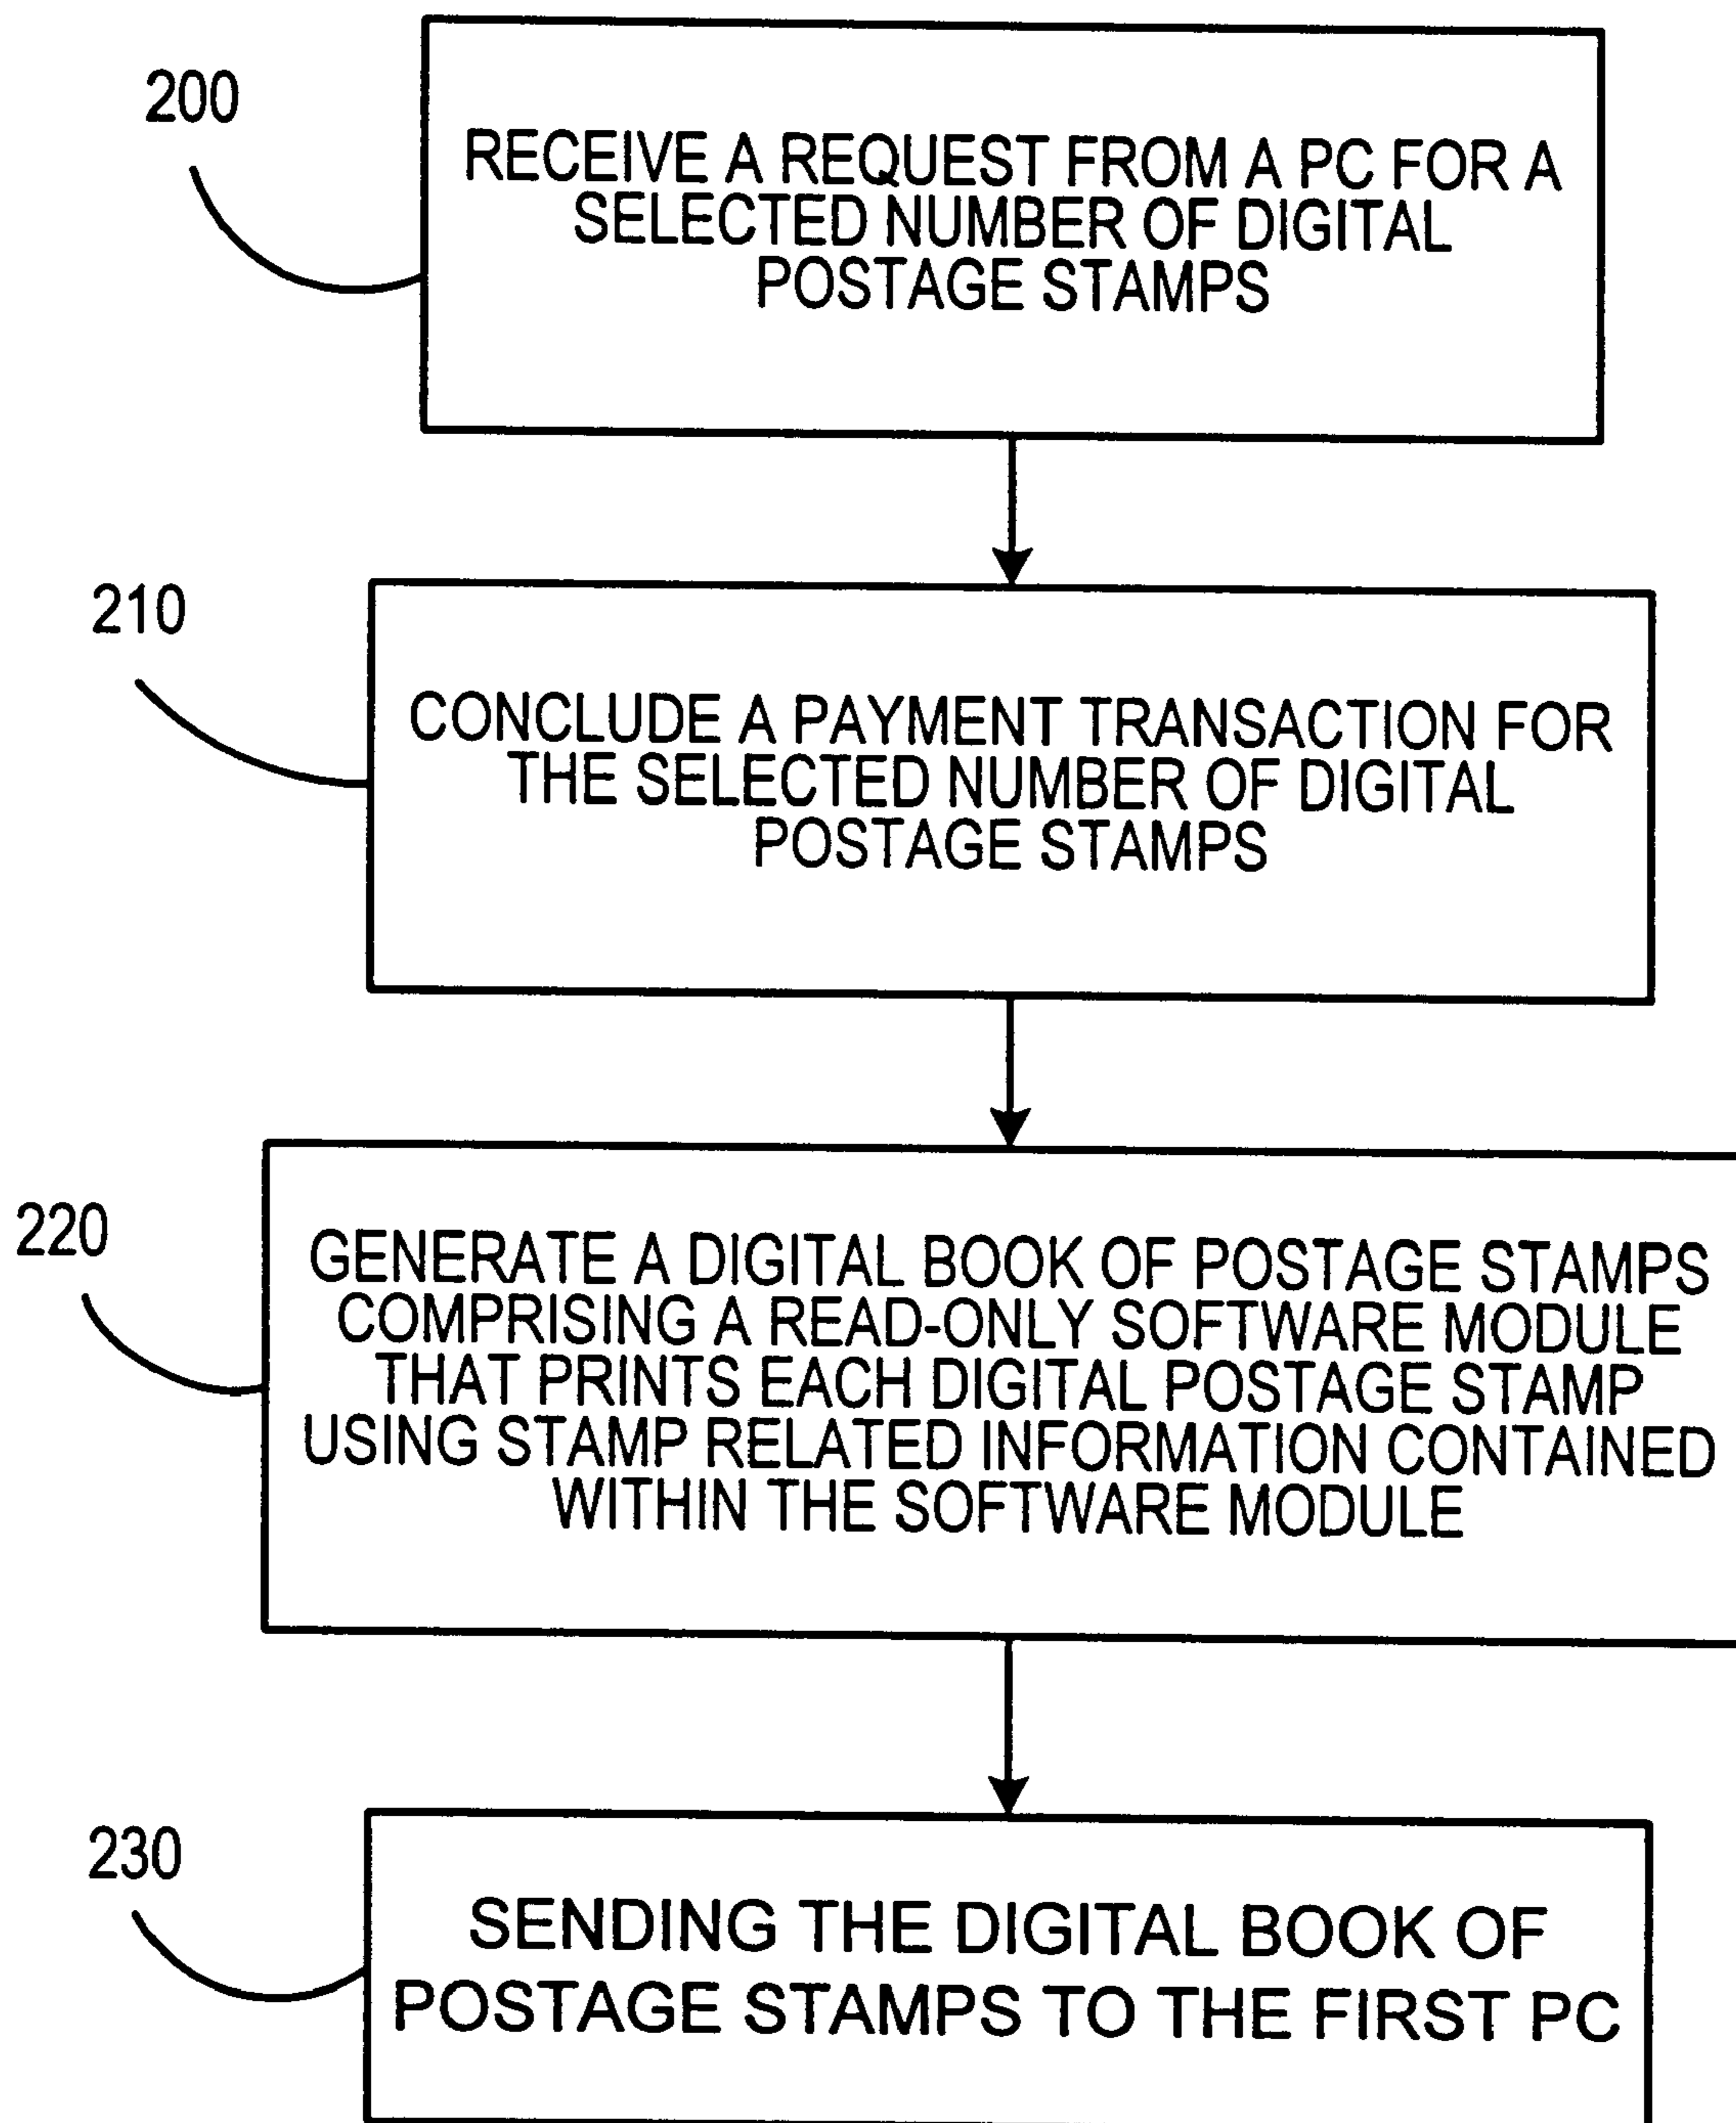 200
RECEIVE A REQUEST FROM A PC FOR A
SELECTED NUMBER OF DIGITAL
POSTAGE STAMPS
210
CONCLUDE A PAYMENT TRANSACTION FOR
THE SELECTED NUMBER OF DIGITAL
POSTAGE STAMPS
220
GENERATE A DIGITAL BOOK OF POSTAGE STAMPS
COMPRISING A READ-ONLY SOFTWARE MODULE
THAT PRINTS EACH DIGITAL POSTAGE STAMP
USING STAMP RELATED INFORMATION CONTAINED
WITHIN THE SOFTWARE MODULE
230
SENDING THE DIGITAL BOOK OF
POSTAGE STAMPS TO THE FIRST PC